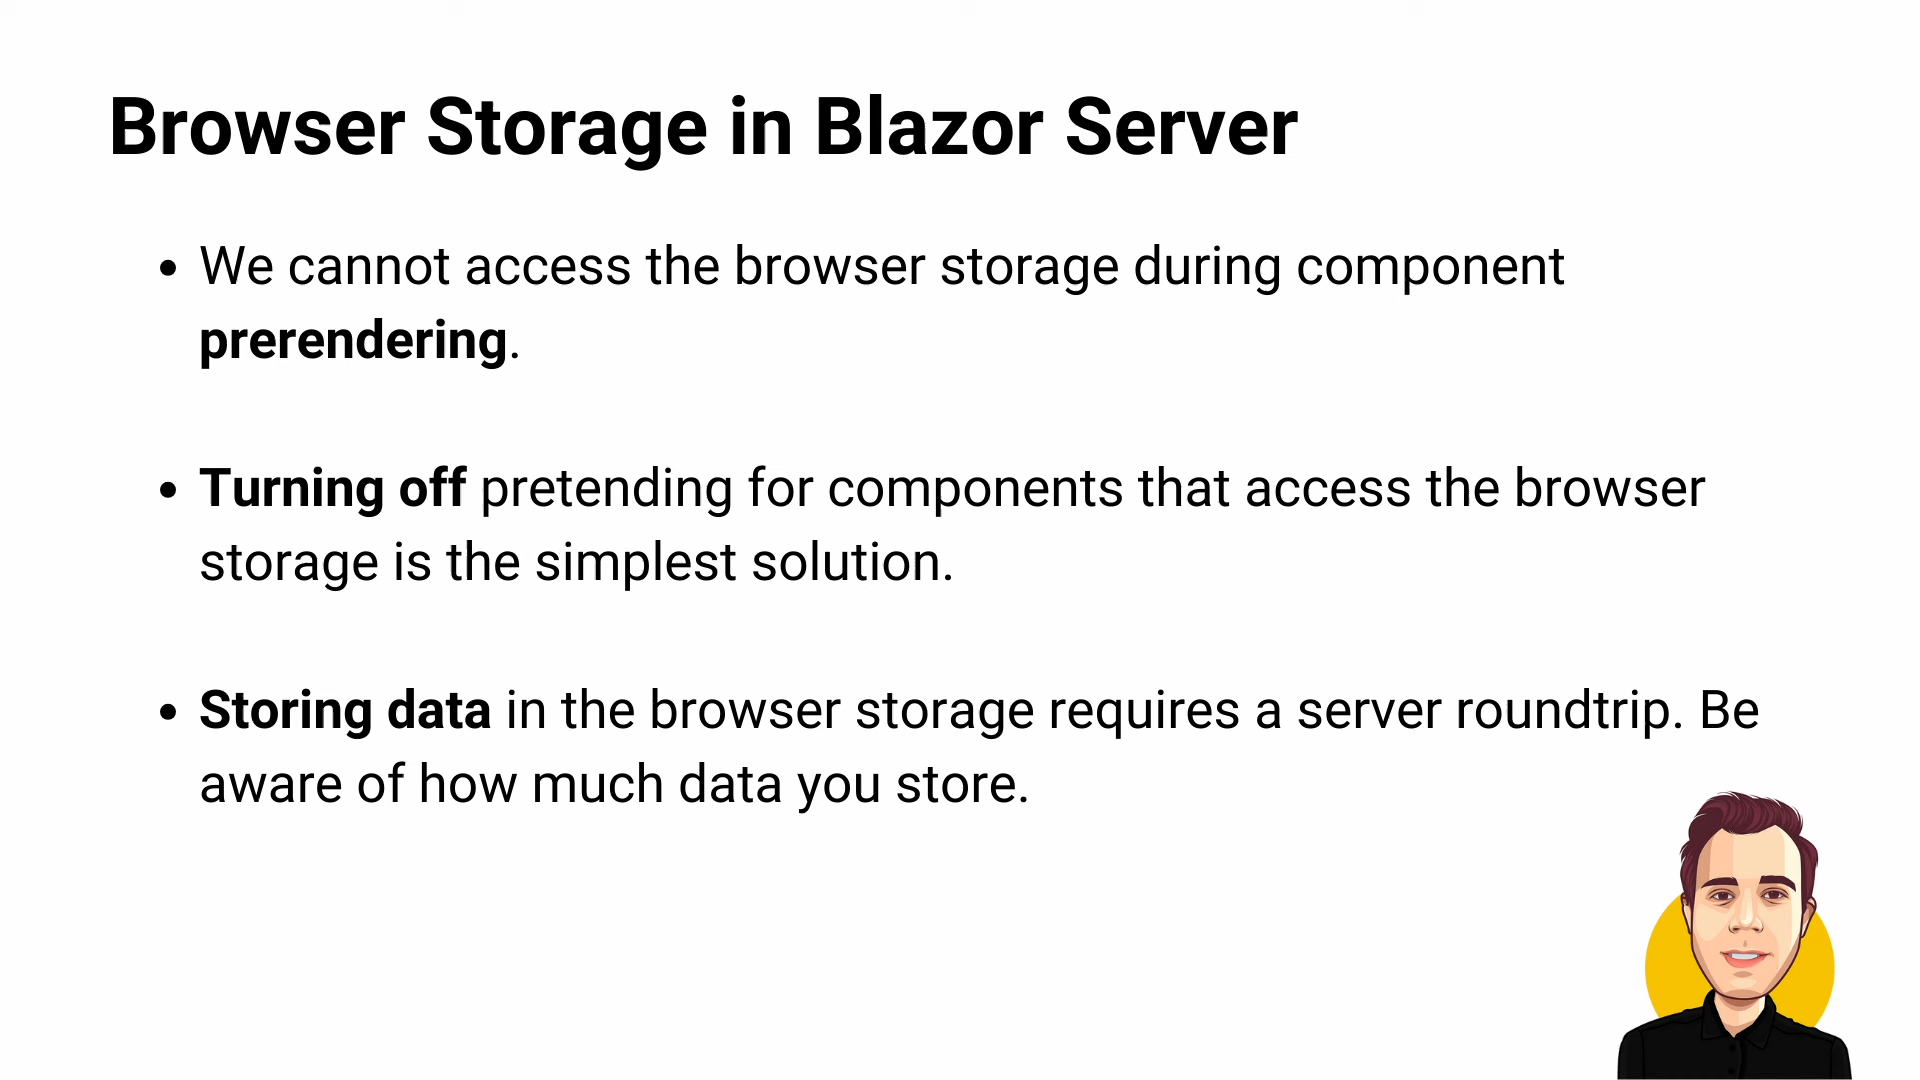 Browser Storage in Blazor Server
• We cannot access the browser storage during component
prerendering.
• Turning off pretending for components that access the browser
storage is the simplest solution.
• Storing data in the browser storage requires a server roundtrip. Be
aware of how much data you store.